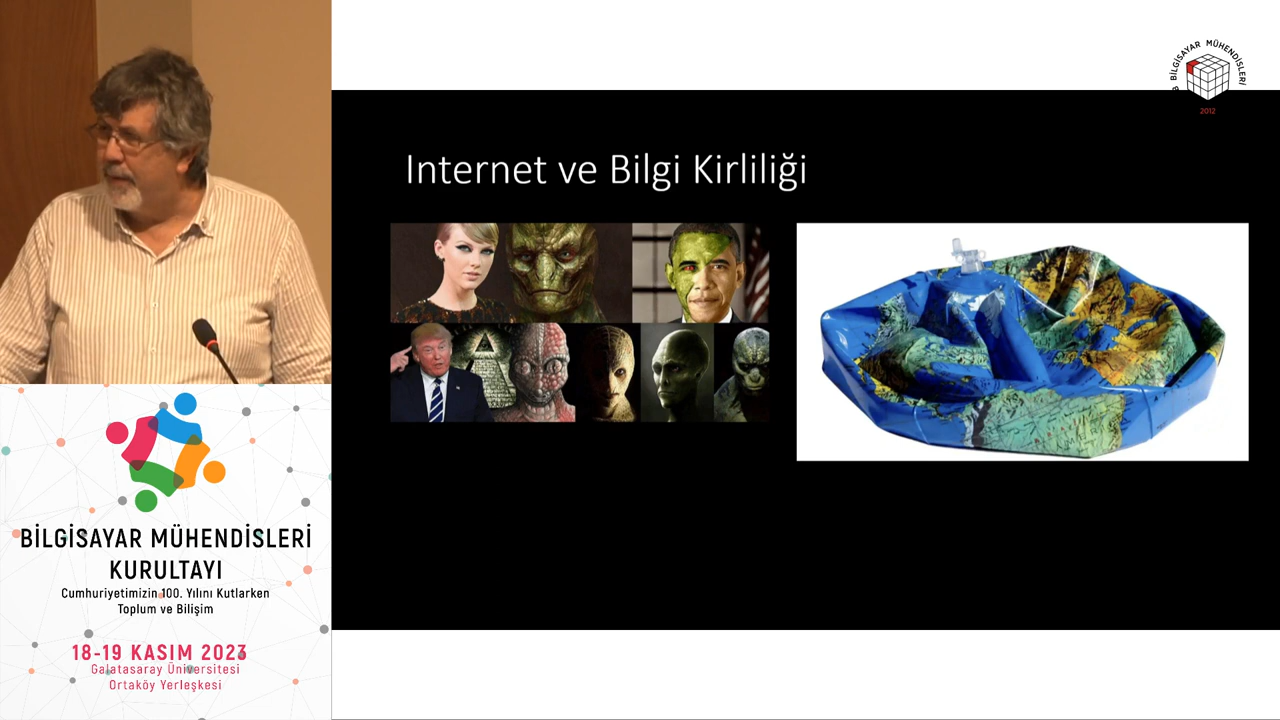 BİLGİSAYAR MÜHENDİSLERİ
2012
Internet ve Bilgi Kirliliği
BİLGİSAYAR MÜHENDİSLERİ
KURULTAYI
Cumhuriyetimizin 100. Yılını Kutlarken
Toplum ve Bilişim
18-19 KASIM 2023
Galatasaray Üniversitesi
Ortaköy Yerleşkesi